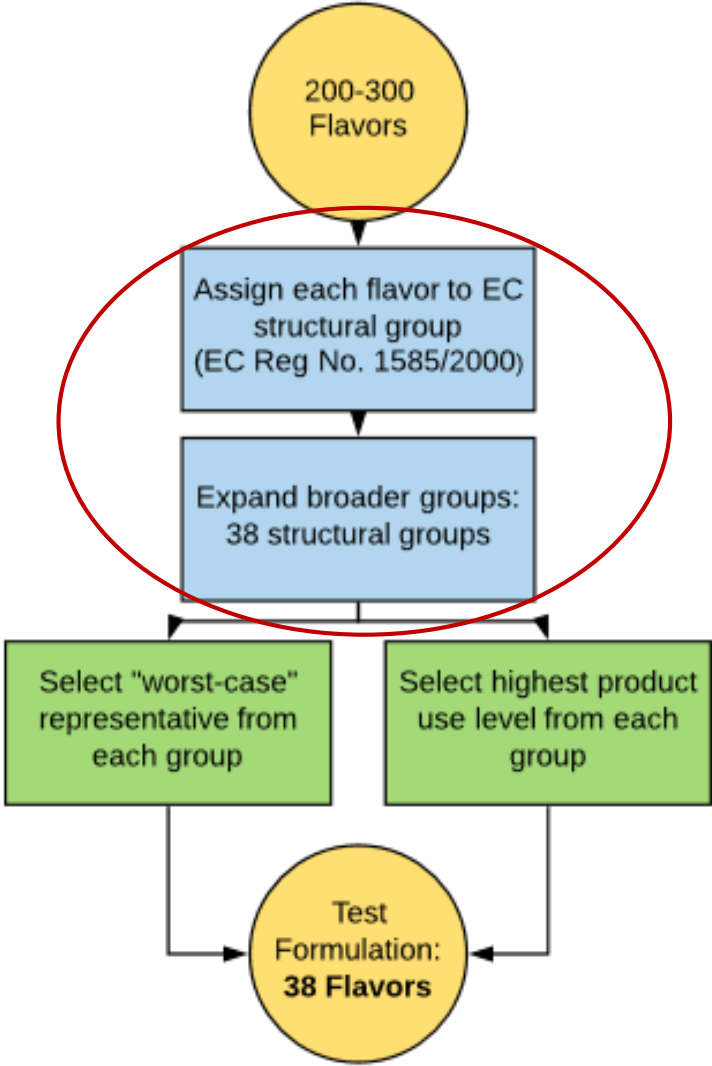 200-300
Flavors
Assign each flavor to EC
structural group
(EC Reg No. 1585/2000)
Expand broader groups:
38 structural groups
Select "worst-case"
representative from
each group
Select highest product
use level from each
group
Test
Formulation:
38 Flavors